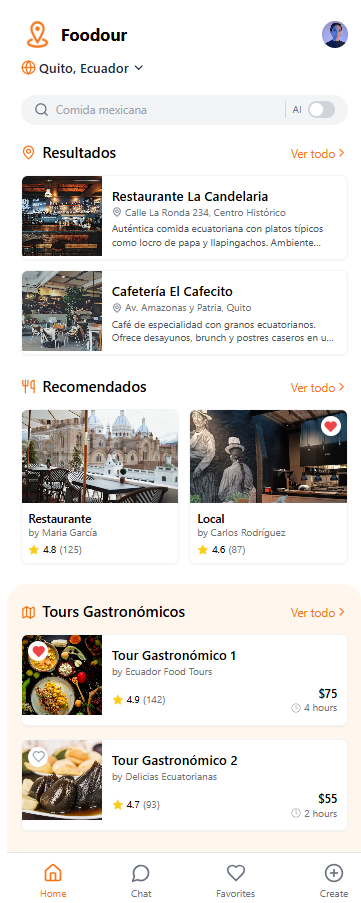 Foodour
Quito, Ecuador
Comida mexicana
AI
Resultados
Ver todo
Restaurante La Candelaria
Calle La Ronda 234, Centro Histórico
Auténtica comida ecuatoriana con platos típicos
como locro de papa y llapingachos. Ambiente...
Cafetería El Cafecito
Av. Amazonas y Patria, Quito
Café de especialidad con granos ecuatorianos.
Ofrece desayunos, brunch y postres caseros en u...
Recomendados
Ver todo
Restaurante
by Maria García
4.8 (125)
Local
by Carlos Rodríguez
4.6 (87)
Tours Gastronómicos
Ver todo
Tour Gastronómico 1
by Ecuador Food Tours
4.9 (142)
$75
4 hours
Tour Gastronómico 2
by Delicias Ecuatorianas
4.7 (93)
$55
2 hours
Home
Chat
Favorites
Create